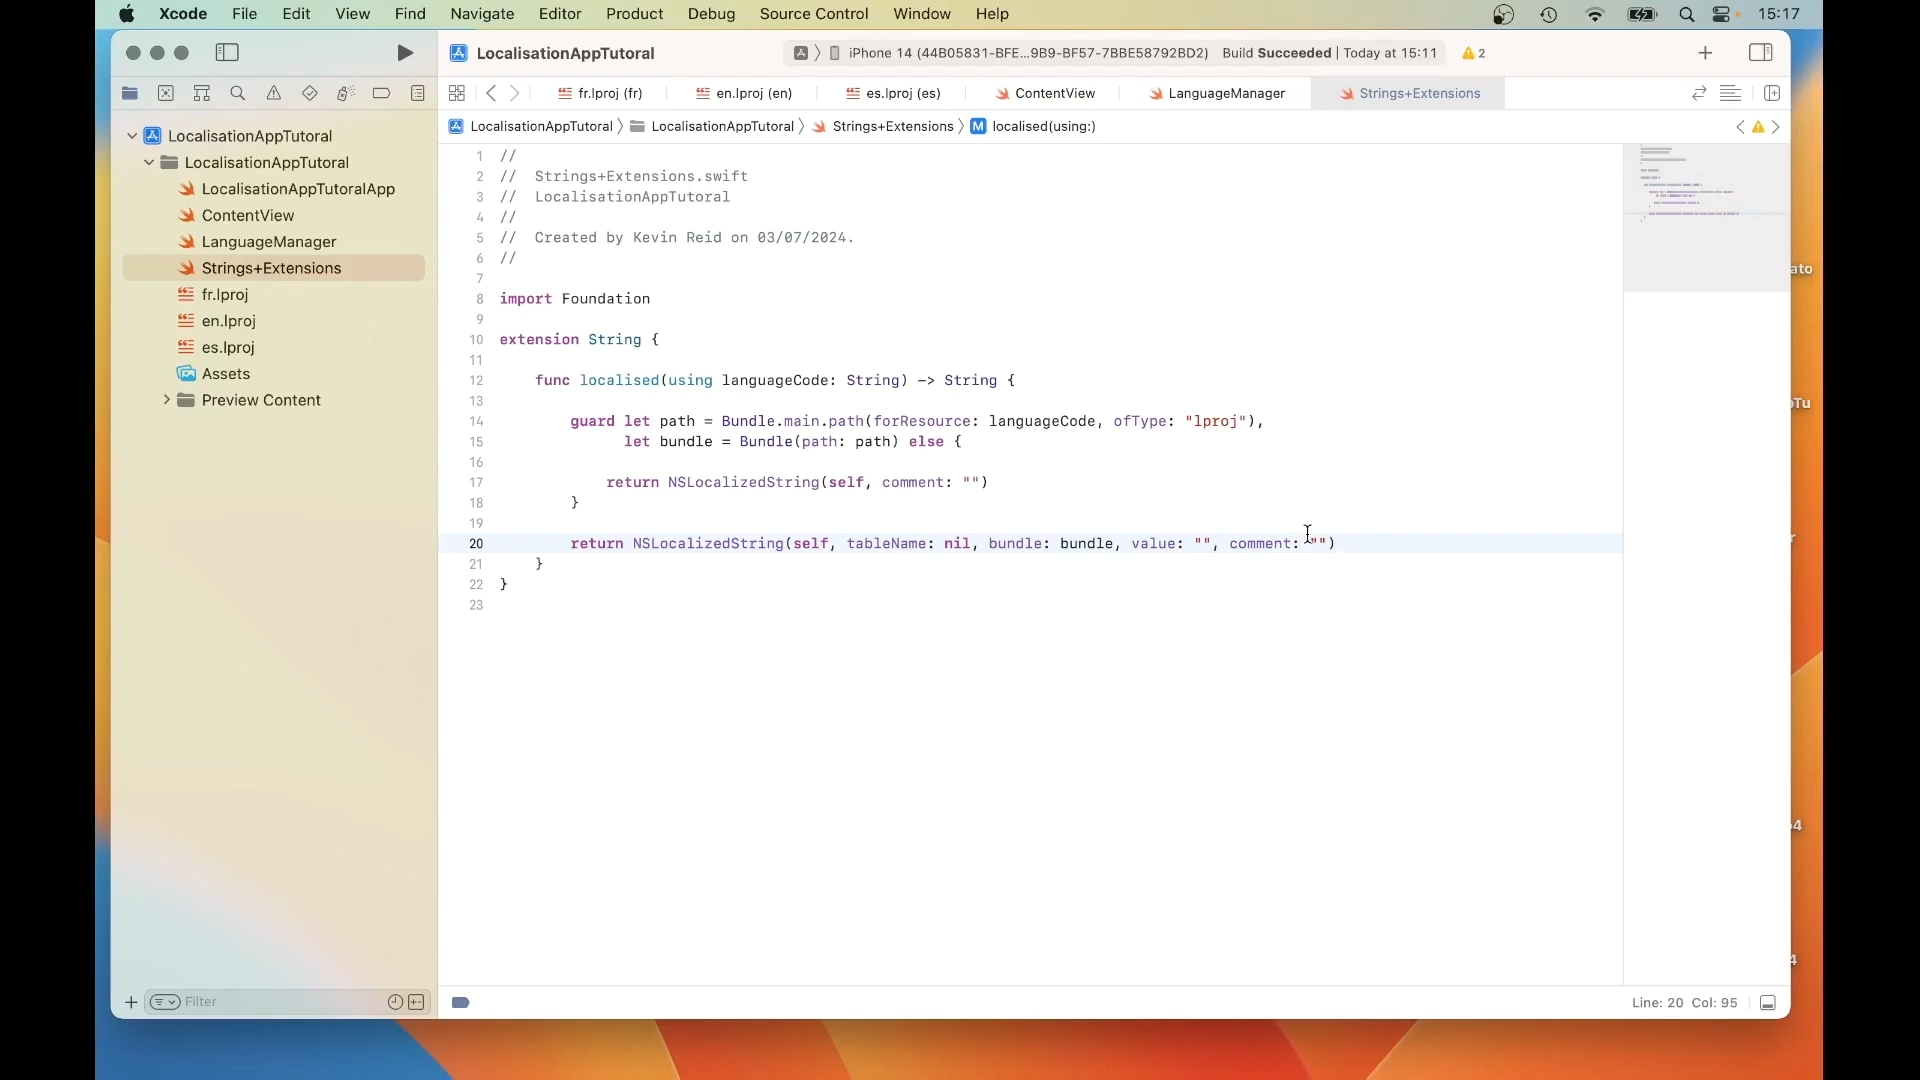 Xcode File Edit View Find Navigate Editor Product Debug Source Control Window Help 15:17
LocalisationAppTutoral iPhone 14 (44B05831-BFE...9B9-BF57-7BBE58792BD2) Build Succeeded | Today at 15:11 2
fr.lproj (fr) en.lproj (en) es.lproj (es) ContentView LanguageManager Strings+Extensions
LocalisationAppTutoral LocalisationAppTutoral Strings+Extensions M localised(using:)
LocalisationAppTutoral
LocalisationAppTutoral
LocalisationAppTutoralApp
ContentView
LanguageManager
Strings+Extensions
fr.lproj
en.lproj
es.lproj
Assets
Preview Content
Filter
1 //
2 // Strings+Extensions.swift
3 // LocalisationAppTutoral
4 //
5 // Created by Kevin Reid on 03/07/2024.
6 //
7
8 import Foundation
9
10 extension String {
11
12 func localised(using languageCode: String) -> String {
13
14 guard let path = Bundle.main.path(forResource: languageCode, ofType: "lproj"),
15 let bundle = Bundle(path: path) else {
16
17 return NSLocalizedString(self, comment: "")
18 }
19
20 return NSLocalizedString(self, tableName: nil, bundle: bundle, value: "", comment: "")
21 }
22 }
23
Line: 20 Col: 95